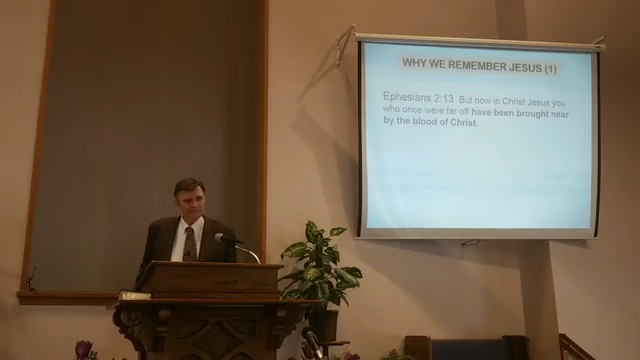 WHY WE REMEMBER JESUS (1)
Ephesians 2:13 But now in Christ Jesus you
who once were far off have been brought near
by the blood of Christ.